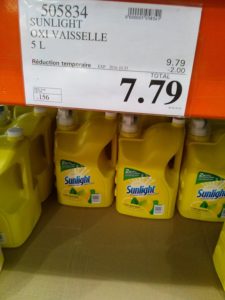 505834
SUNLIGHT
OXI VAISSELLE
5 L
9.79
Réduction temporaire
-2.00
TOTAL
7.79
156
Sunlight
Sunlight
Sunlight